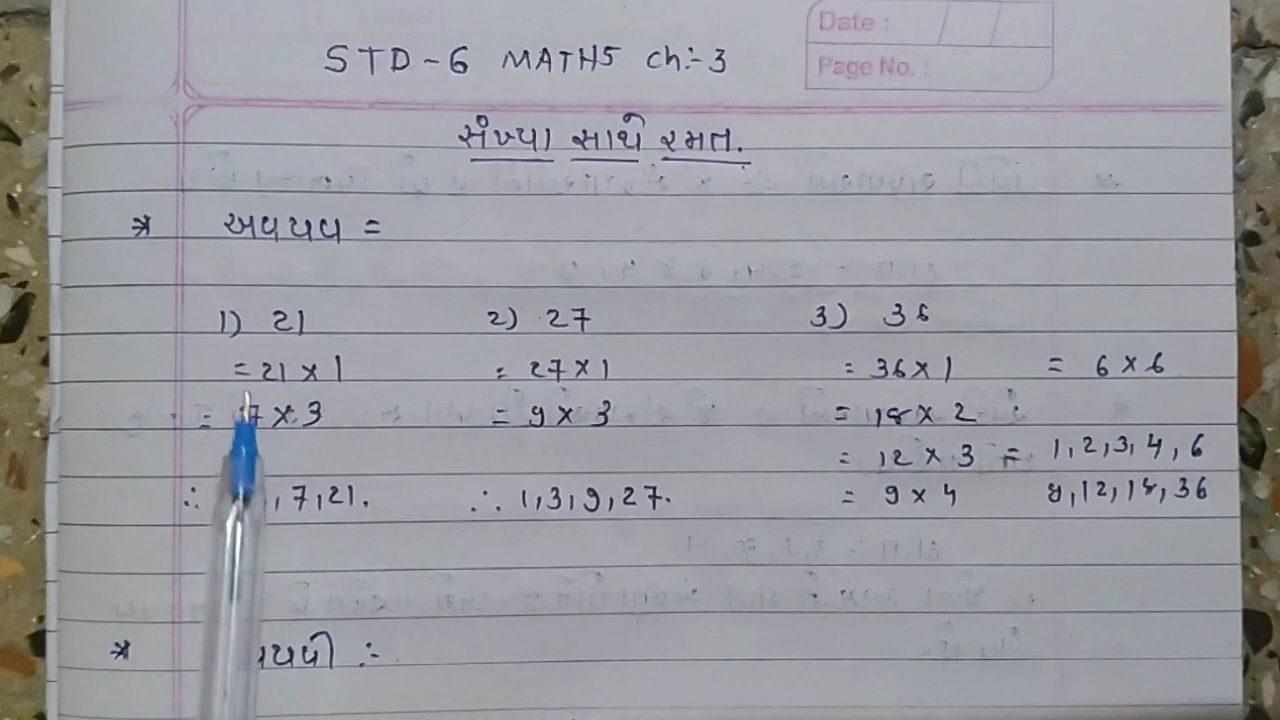 Date :
Page No. :
STD - 6 MATHS ch:- 3
સંખ્યા સાથે રમત.
* અવયવ =
1) 21 2) 27 3) 36
= 21 × 1 = 27 × 1 = 36 × 1 = 6 × 6
= 7 × 3 = 9 × 3 = 18 × 2
= 12 × 3 = 1, 2, 3, 4, 6
∴ , 7, 21. ∴ 1, 3, 9, 27. = 9 × 4 9, 12, 18, 36
* :-